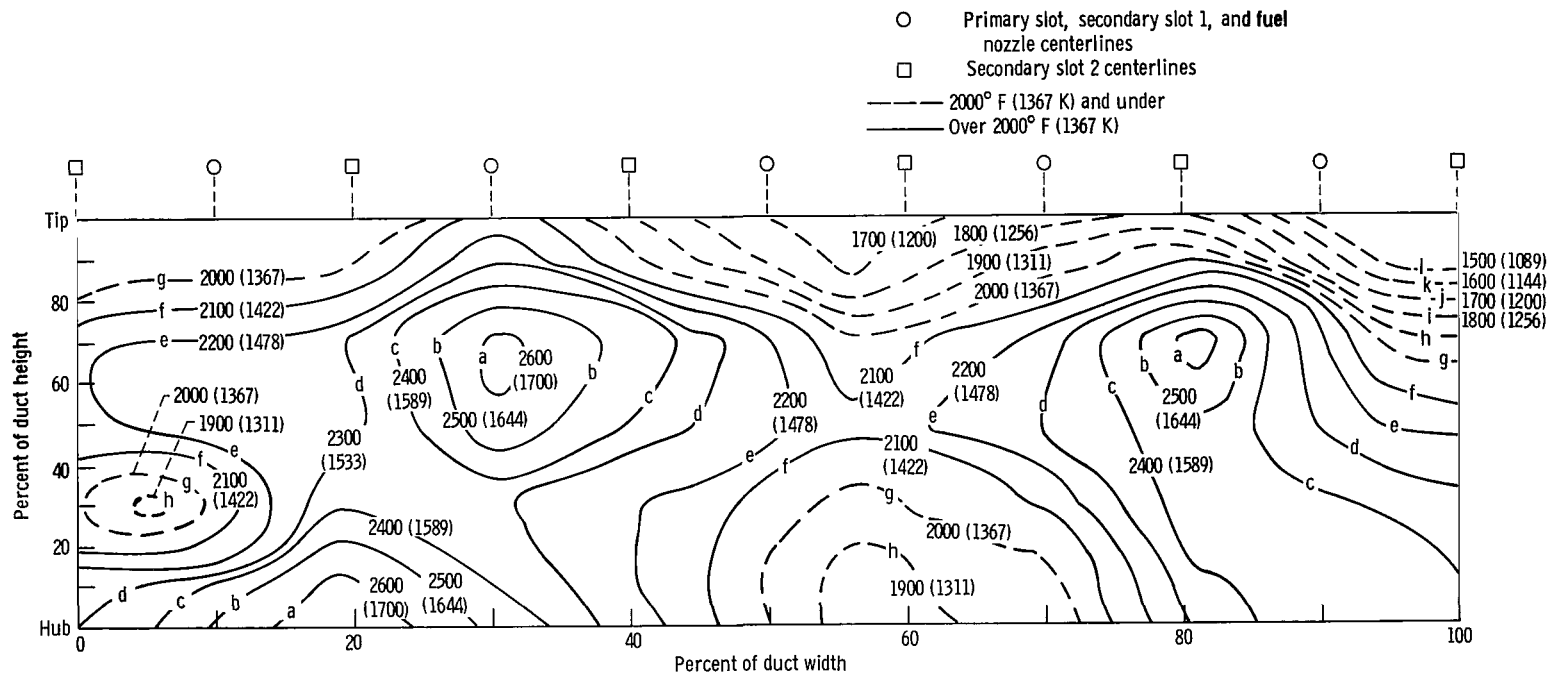 Primary slot, secondary slot 1, and fuel
nozzle centerlines
Secondary slot 2 centerlines
2000° F (1367 K) and under
Over 2000° F (1367 K)
Tip
80
60
40
20
Hub
Percent of duct height
g
2000 (1367)
f
2100 (1422)
e
2200 (1478)
2000 (1367)
1900 (1311)
e
f
g
h
2100
(1422)
2300
(1533)
d
c
b
a
2600
(1700)
2500
(1644)
2400 (1589)
d
c
b
a
2600
(1700)
b
c
d
2400
(1589)
2500 (1644)
2200
(1478)
e
f
2100
(1422)
f
2200
(1478)
e
2100
(1422)
g
2000 (1367)
h
1900 (1311)
1700 (1200)
1800 (1256)
1900 (1311)
2000 (1367)
d
c
b
a
b
2500
(1644)
2400 (1589)
c
d
e
f
g
h
i
j
k
l
1500 (1089)
1600 (1144)
1700 (1200)
1800 (1256)
0
20
40
60
80
100
Percent of duct width